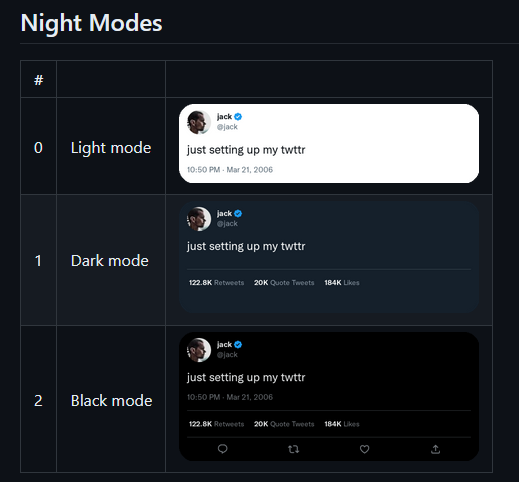 Night Modes
#
0
Light mode
jack
@jack
just setting up my twttr
10:50 PM · Mar 21, 2006
1
Dark mode
jack
@jack
just setting up my twttr
122.8K Retweets 20K Quote Tweets 184K Likes
2
Black mode
jack
@jack
just setting up my twttr
10:50 PM · Mar 21, 2006
122.8K Retweets 20K Quote Tweets 184K Likes